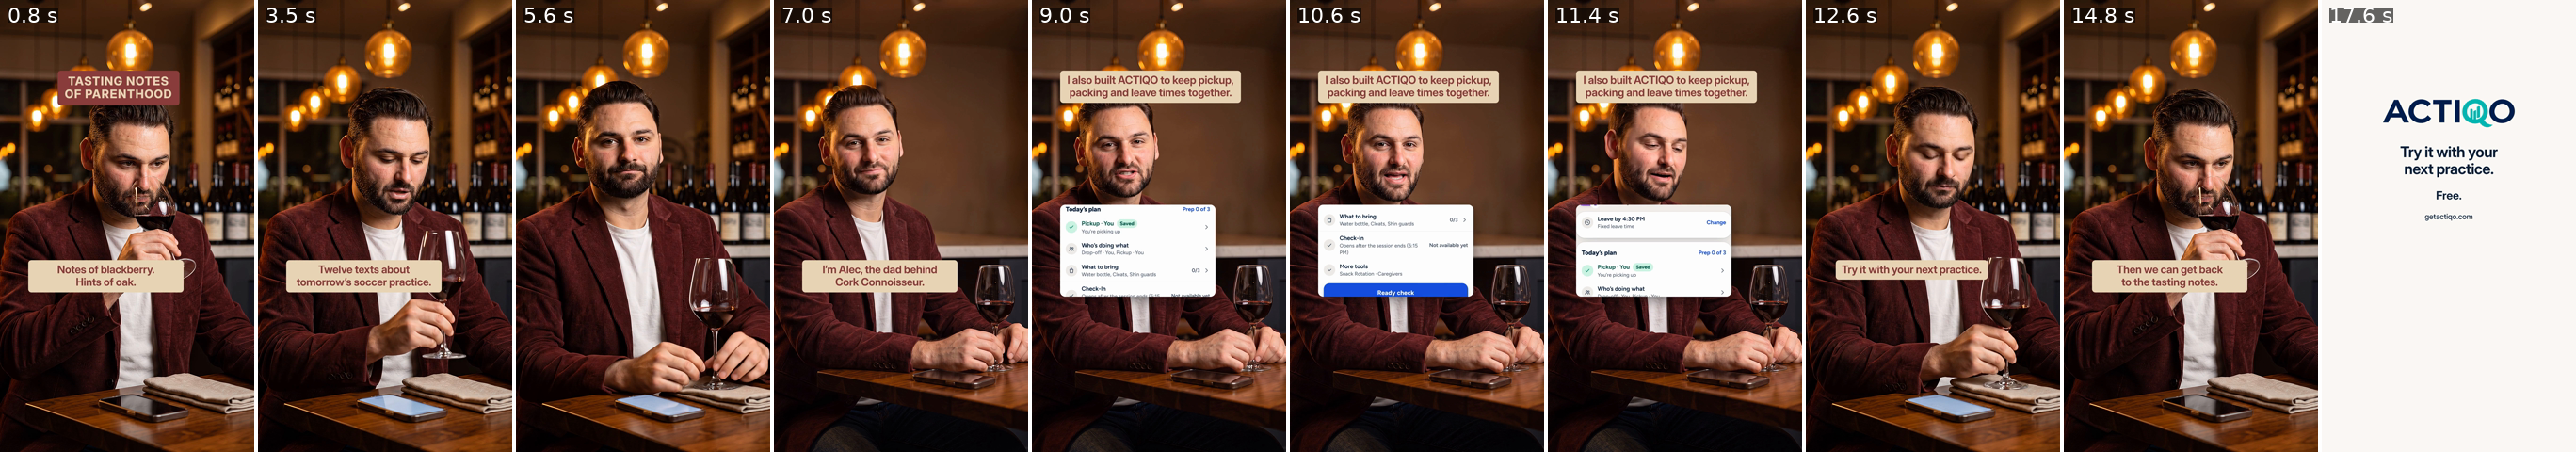 0.8 s
TASTING NOTES
OF PARENTHOOD
Notes of blackberry.
Hints of oak.
3.5 s
Twelve texts about
tomorrow's soccer practice.
5.6 s
7.0 s
I'm Alec, the dad behind
Cork Connoisseur.
9.0 s
I also built ACTIQO to keep pickup,
packing and leave times together.
Today's plan
Prep 0 of 3
Pickup · You Saved
You're picking up
Who's doing what
Drop-off · You, Pickup · You
What to bring
0/3
Water bottle, Cleats, Shin guards
Check-in
10.6 s
I also built ACTIQO to keep pickup,
packing and leave times together.
What to bring
0/3
Water bottle, Cleats, Shin guards
Check-in
Opens after the session ends (6:15
PM)
Not available yet
More tools
Snack Rotation · Caregivers
Ready check
11.4 s
I also built ACTIQO to keep pickup,
packing and leave times together.
Leave by 4:30 PM
Fixed leave time
Change
Today's plan
Prep 0 of 3
Pickup · You Saved
You're picking up
Who's doing what
12.6 s
Try it with your next practice.
14.8 s
Then we can get back
to the tasting notes.
17.6 s
ACTIQO
Try it with your
next practice.
Free.
getactiqo.com